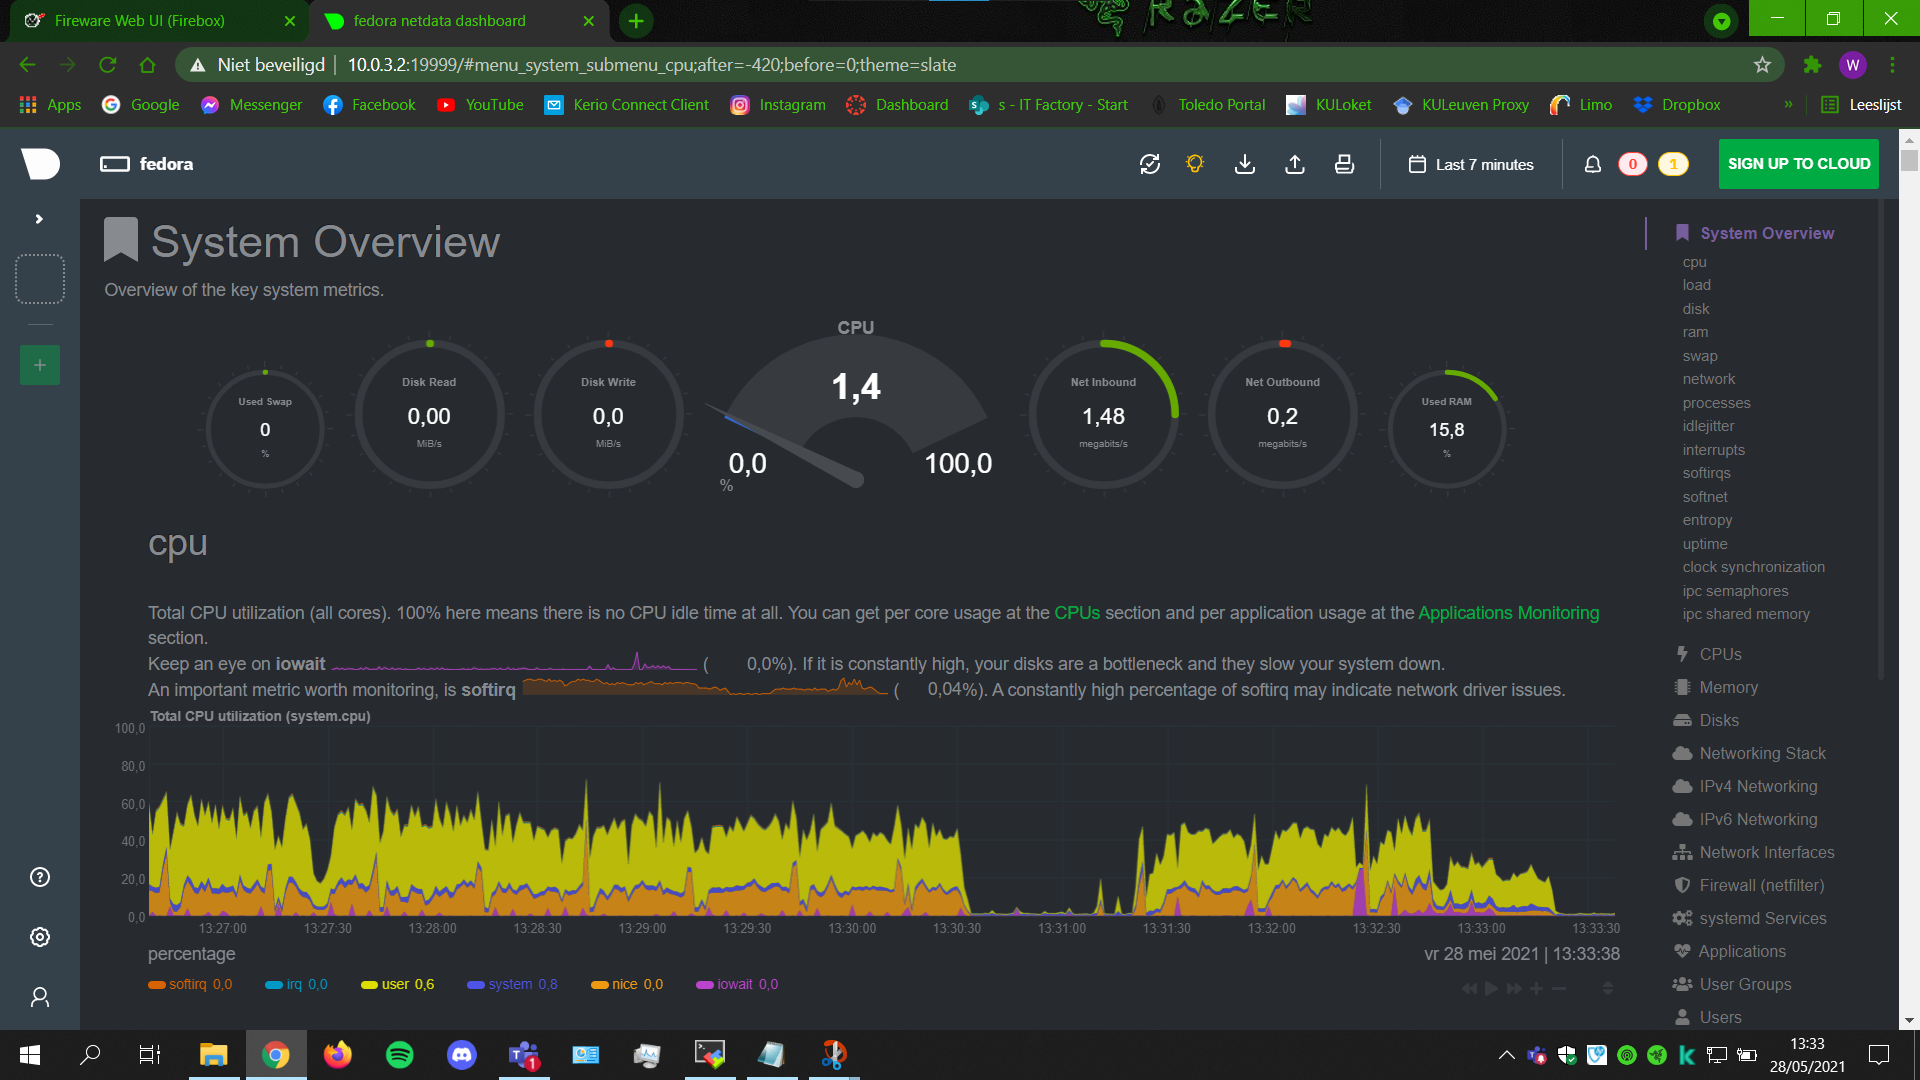 Fireware Web UI (Firebox)
fedora netdata dashboard
RAZER
Niet beveiligd
10.0.3.2:19999/#menu_system_submenu_cpu;after=-420;before=0;theme=slate
W
Apps
Google
Messenger
Facebook
YouTube
Kerio Connect Client
Instagram
Dashboard
s - IT Factory - Start
Toledo Portal
KULoket
KULeuven Proxy
Limo
Dropbox
»
Leeslijst
fedora
Last 7 minutes
0
1
SIGN UP TO CLOUD
System Overview
Overview of the key system metrics.
Used Swap
0
%
Disk Read
0,00
MiB/s
Disk Write
0,0
MiB/s
CPU
1,4
0,0
100,0
%
Net Inbound
1,48
megabits/s
Net Outbound
0,2
megabits/s
Used RAM
15,8
%
cpu
Total CPU utilization (all cores). 100% here means there is no CPU idle time at all. You can get per core usage at the CPUs section and per application usage at the Applications Monitoring
section.
Keep an eye on iowait ( 0,0%). If it is constantly high, your disks are a bottleneck and they slow your system down.
An important metric worth monitoring, is softirq ( 0,04%). A constantly high percentage of softirq may indicate network driver issues.
Total CPU utilization (system.cpu)
100,0
80,0
60,0
40,0
20,0
0,0
13:27:00
13:27:30
13:28:00
13:28:30
13:29:00
13:29:30
13:30:00
13:30:30
13:31:00
13:31:30
13:32:00
13:32:30
13:33:00
13:33:30
percentage
vr 28 mei 2021 | 13:33:38
softirq 0,0
irq 0,0
user 0,6
system 0,8
nice 0,0
iowait 0,0
System Overview
cpu
load
disk
ram
swap
network
processes
idlejitter
interrupts
softirqs
softnet
entropy
uptime
clock synchronization
ipc semaphores
ipc shared memory
CPUs
Memory
Disks
Networking Stack
IPv4 Networking
IPv6 Networking
Network Interfaces
Firewall (netfilter)
systemd Services
Applications
User Groups
Users
1
13:33
28/05/2021